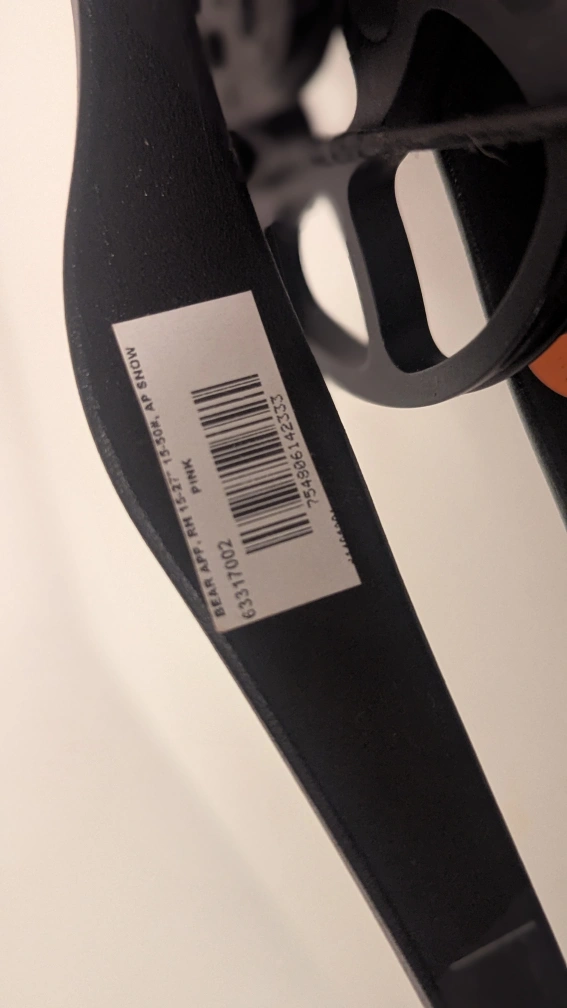 BEAR APP, RH 15-27" 15-50#, AP SNOW
PINK
63317002
754806142333